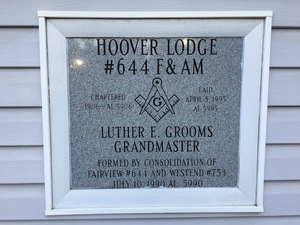 HOOVER LODGE
#644 F&AM
CHARTERED
1906 - AL 5906
G
LAID
APRIL 8, 1995
AL 5995
LUTHER E. GROOMS
GRANDMASTER
FORMED BY CONSOLIDATION OF
FAIRVIEW #644 AND WESTEND #753
JULY 10, 1990 AL 5990